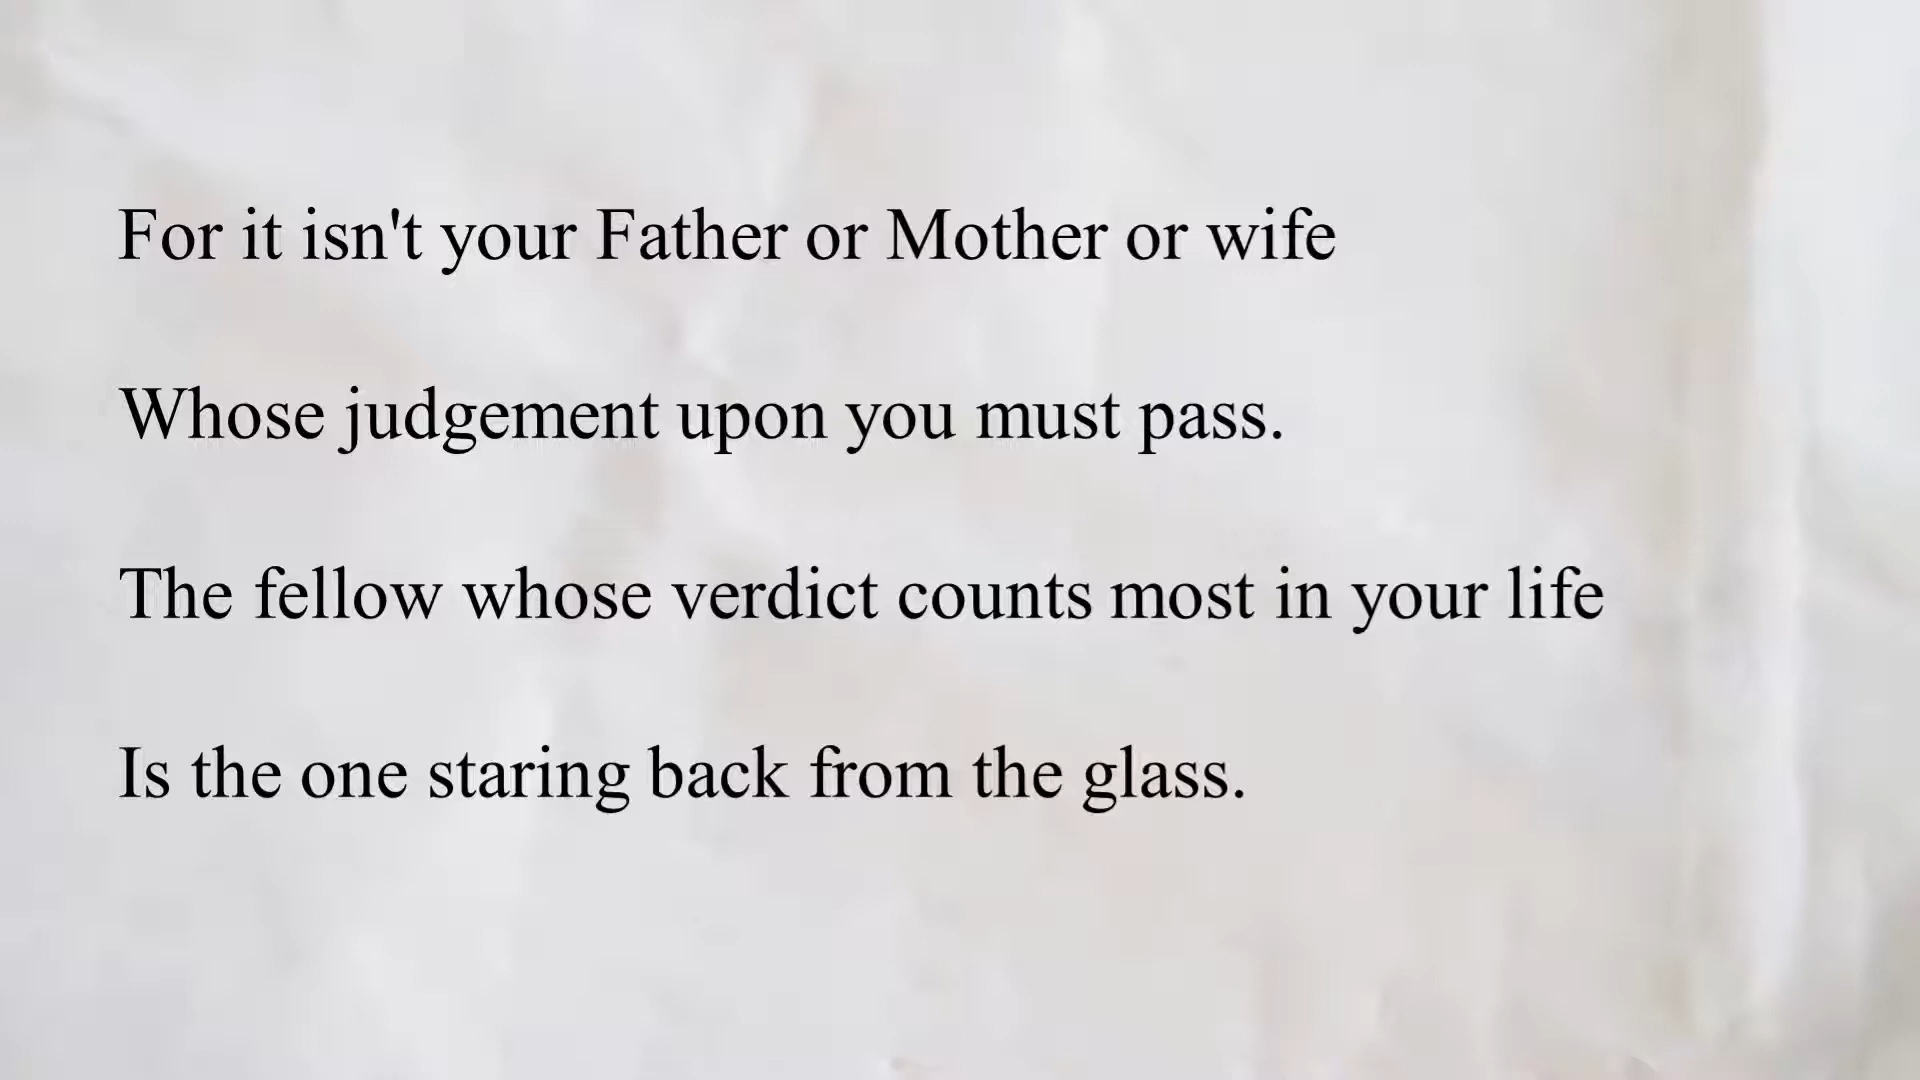 For it isn't your Father or Mother or wife
Whose judgement upon you must pass.
The fellow whose verdict counts most in your life
Is the one staring back from the glass.